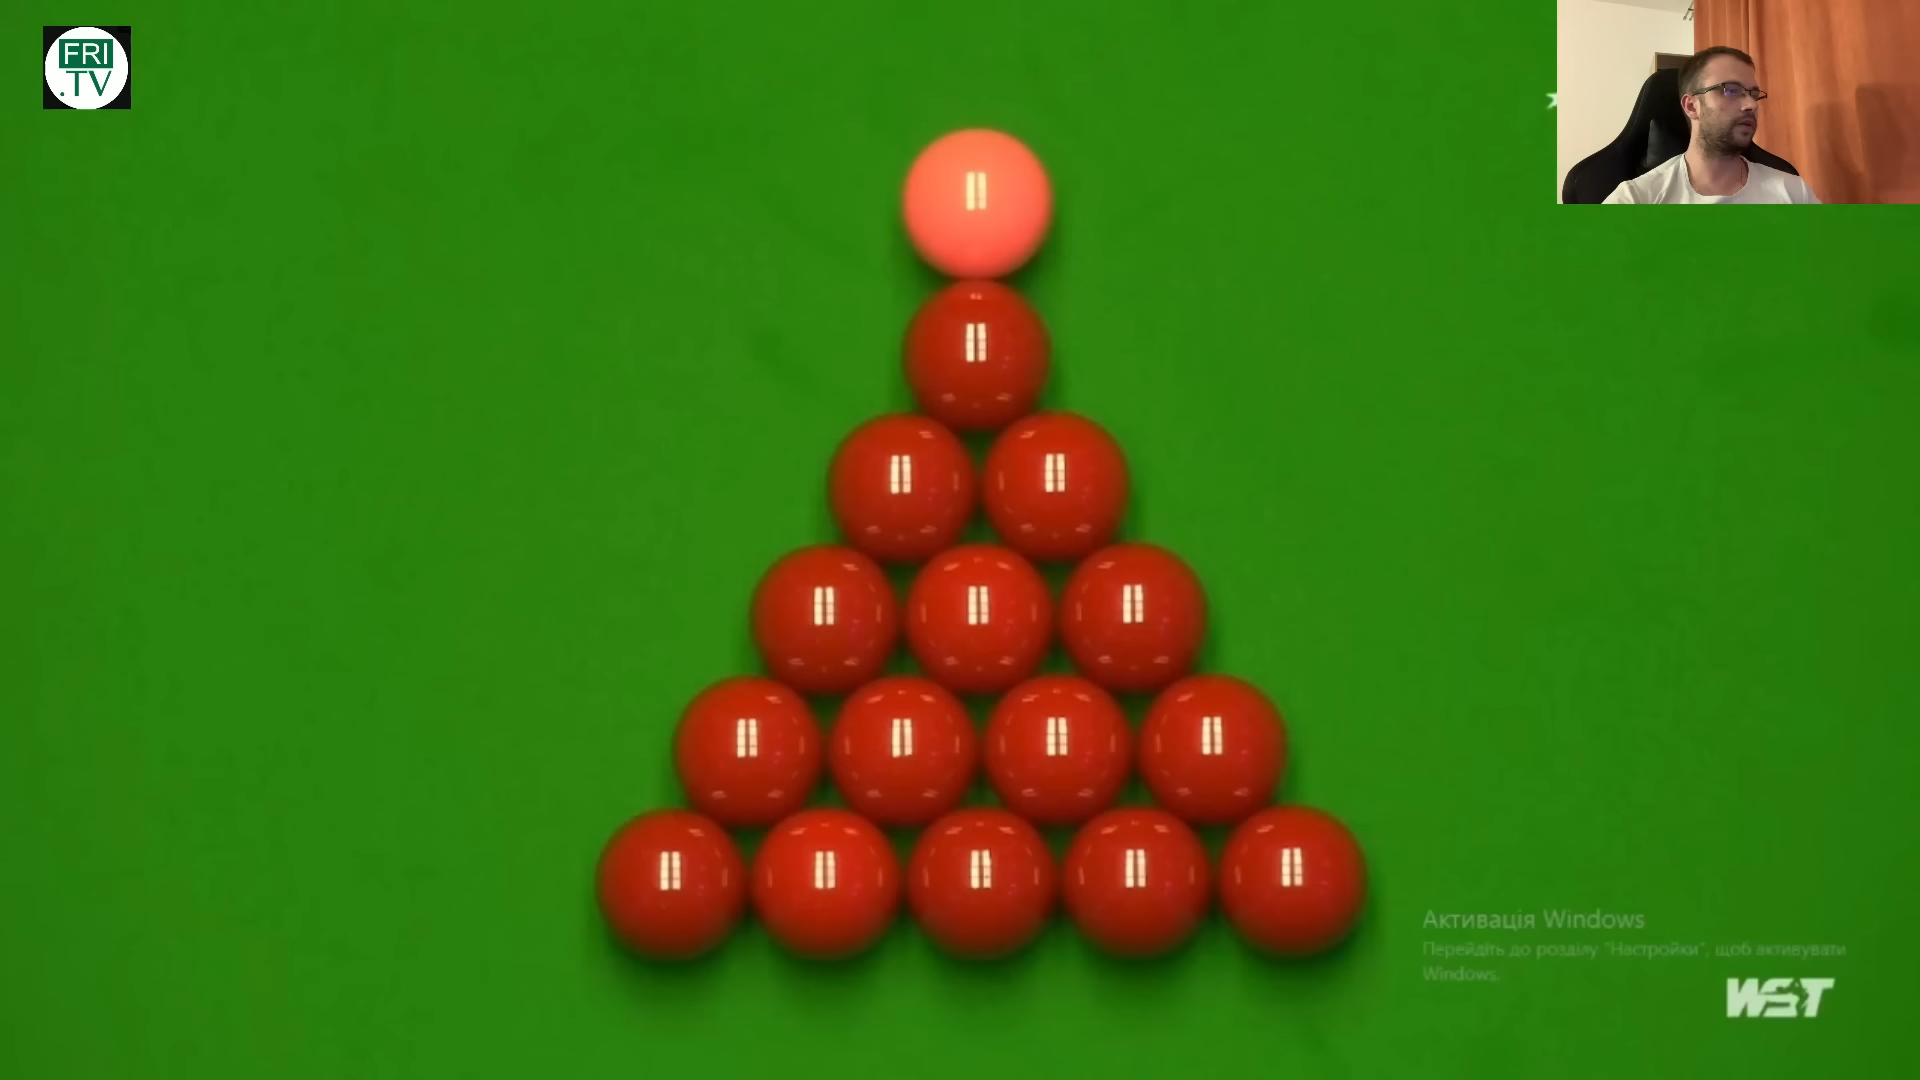 FRI
.TV
Активація Windows
Перейдіть до розділу "Настройки", щоб активувати
Windows.
WST